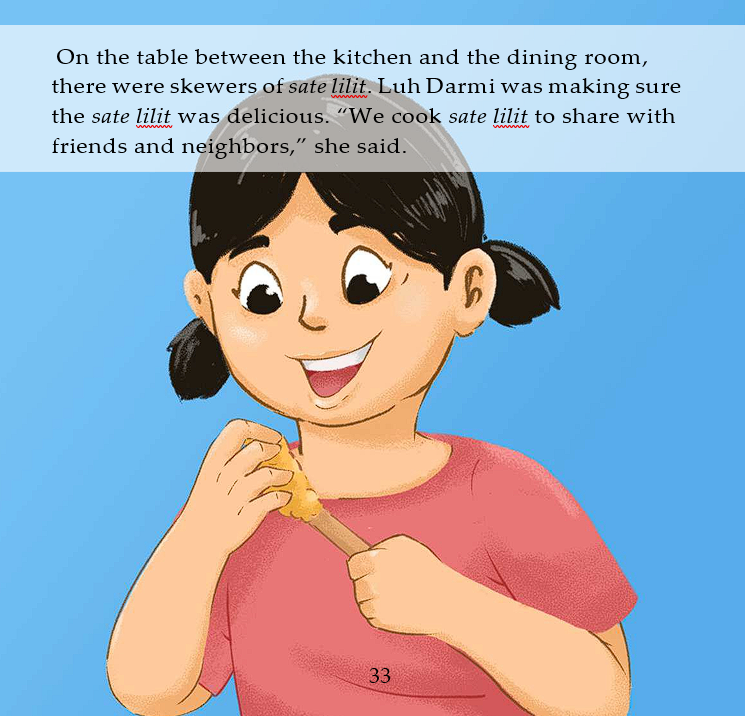 On the table between the kitchen and the dining room,
there were skewers of sate lilit. Luh Darmi was making sure
the sate lilit was delicious. “We cook sate lilit to share with
friends and neighbors,” she said.
33